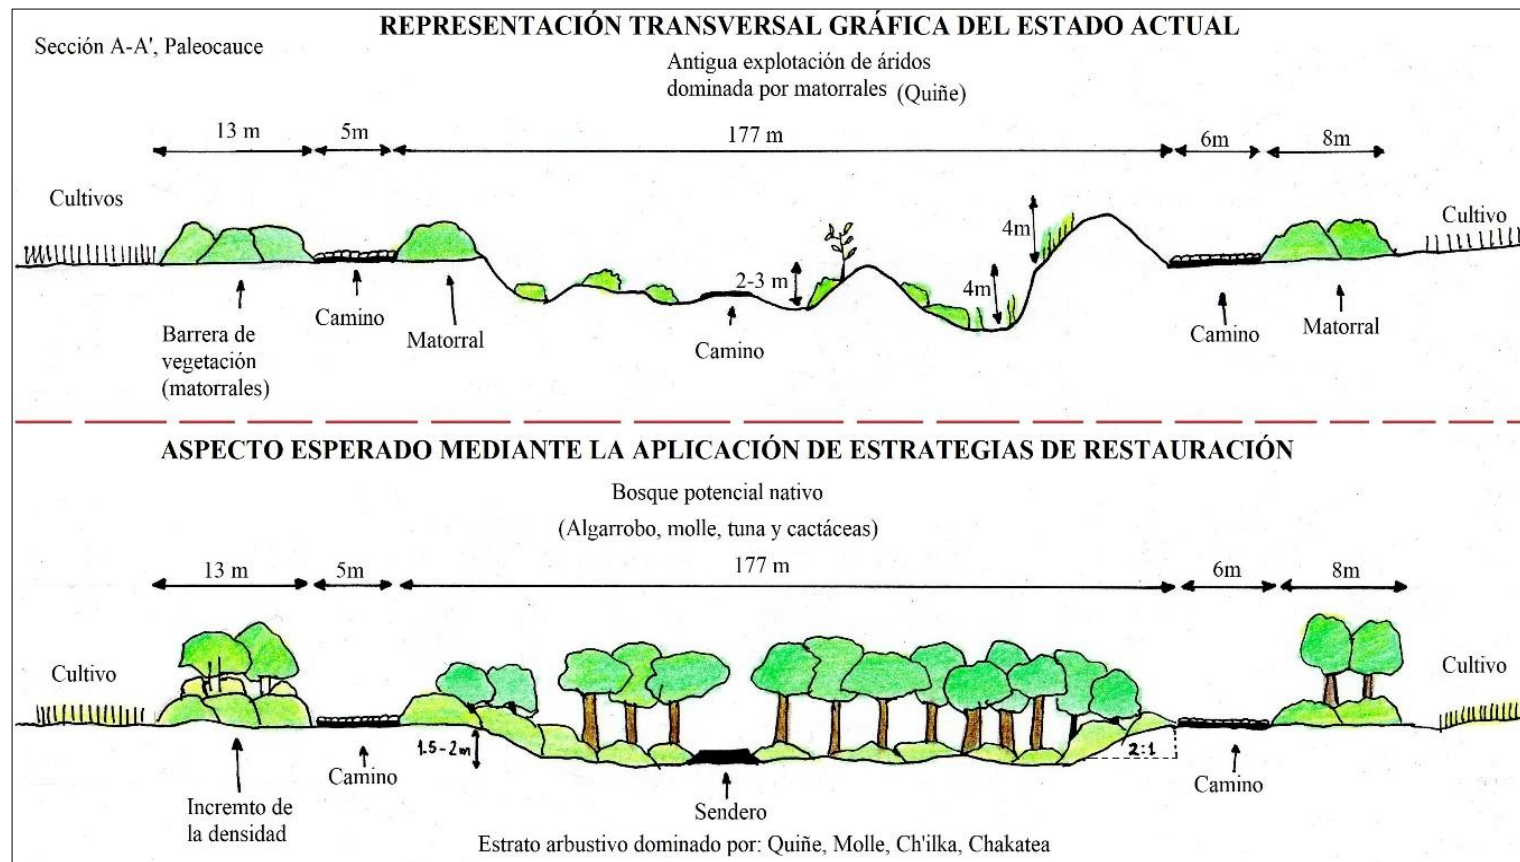 REPRESENTACIÓN TRANSVERSAL GRÁFICA DEL ESTADO ACTUAL
Sección A-A', Paleocauce
Antigua explotación de áridos
dominada por matorrales (Quiñe)
13 m
5m
177 m
6m
8m
Cultivos
Cultivo
4m
2-3 m
4m
Camino
Matorral
Camino
Camino
Matorral
Barrera de
vegetación
(matorrales)
ASPECTO ESPERADO MEDIANTE LA APLICACIÓN DE ESTRATEGIAS DE RESTAURACIÓN
Bosque potencial nativo
(Algarrobo, molle, tuna y cactáceas)
13 m
5m
177 m
6m
8m
Cultivo
Cultivo
1.5-2m
2:1
Camino
Camino
Incremto de
la densidad
Sendero
Estrato arbustivo dominado por: Quiñe, Molle, Ch'ilka, Chakatea